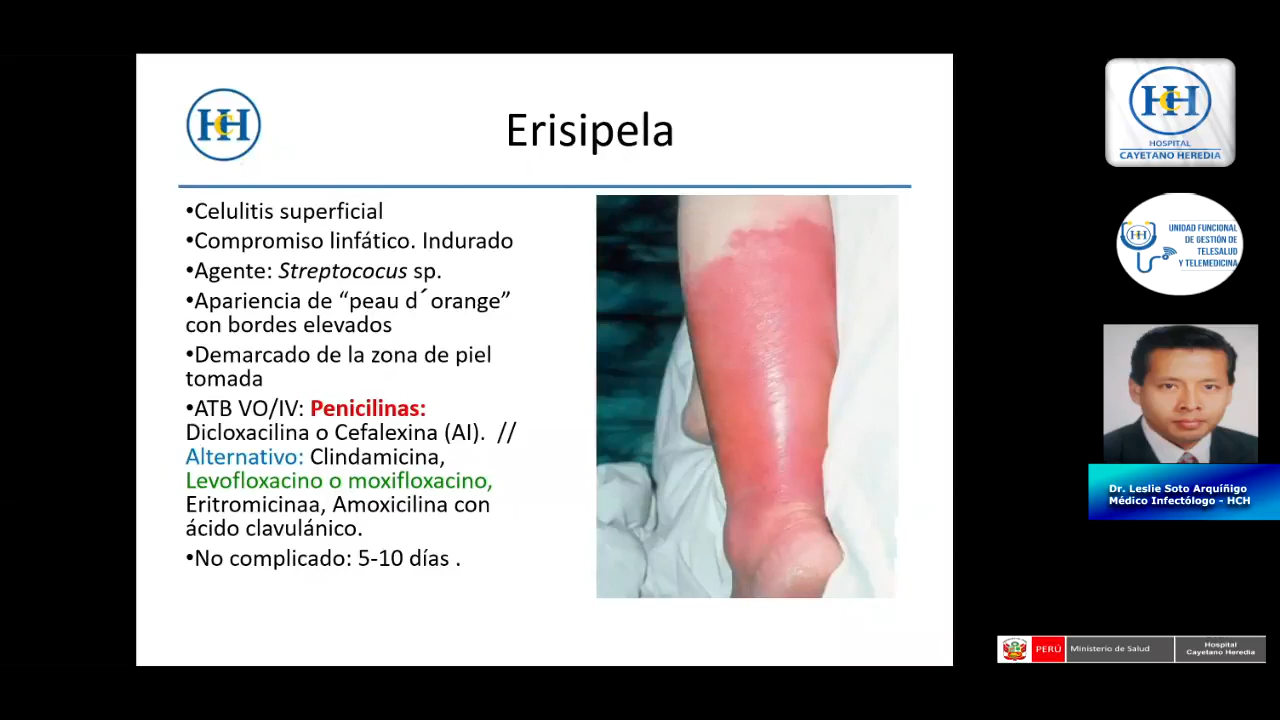 HCH
Erisipela
•Celulitis superficial
•Compromiso linfático. Indurado
•Agente: Streptococus sp.
•Apariencia de “peau d´orange”
con bordes elevados
•Demarcado de la zona de piel
tomada
•ATB VO/IV: Penicilinas:
Dicloxacilina o Cefalexina (AI). //
Alternativo: Clindamicina,
Levofloxacino o moxifloxacino,
Eritromicinaa, Amoxicilina con
ácido clavulánico.
•No complicado: 5-10 días .
HCH
HOSPITAL
CAYETANO HEREDIA
HCH
UNIDAD FUNCIONAL
DE GESTIÓN DE
TELESALUD
Y TELEMEDICINA
Dr. Leslie Soto Arquíñigo
Médico Infectólogo - HCH
PERÚ
Ministerio de Salud
Hospital
Cayetano Heredia